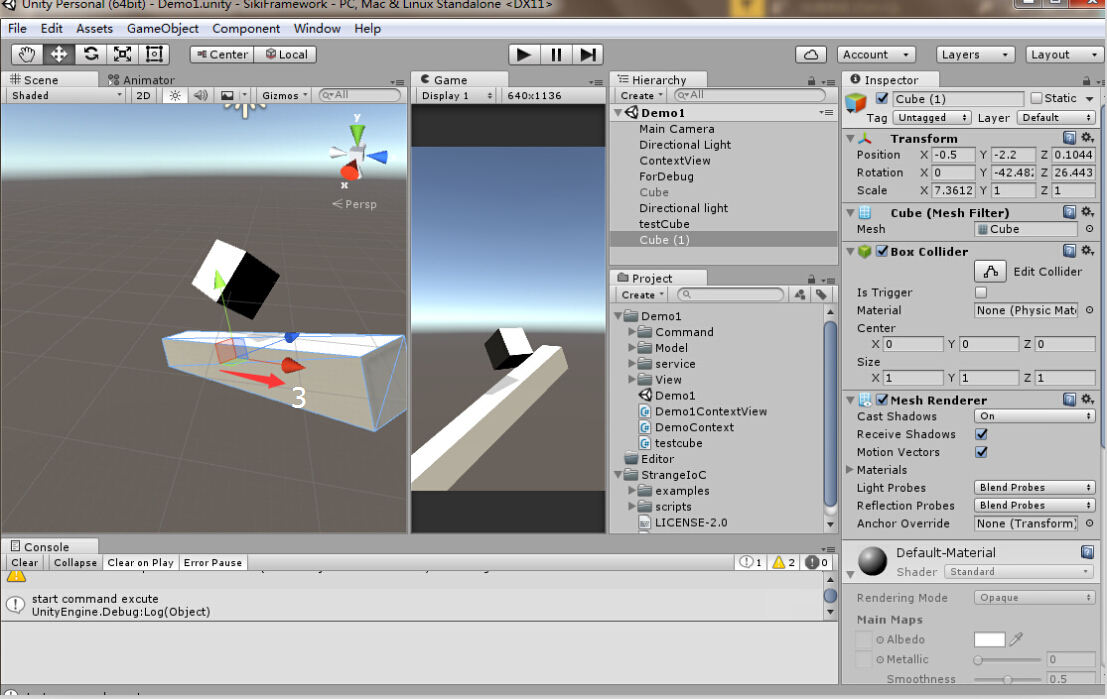 Unity Personal (64bit) - Demo1.unity - SikiFramework - PC, Mac & Linux Standalone <DX11>
File Edit Assets GameObject Component Window Help
Center Local Account Layers Layout
Scene Animator
Shaded 2D Gizmos All
y
x
Persp
3
Game
Display 1 640x1136
Hierarchy
Create All
Demo1
Main Camera
Directional Light
ContextView
ForDebug
Cube
Directional light
testCube
Cube (1)
Project
Create
Demo1
Command
Model
service
View
Demo1
Demo1ContextView
DemoContext
testcube
Editor
StrangeIoC
examples
scripts
LICENSE-2.0
Inspector
Cube (1) Static
Tag Untagged Layer Default
Transform
Position X -0.5 Y -2.2 Z 0.1044
Rotation X 0 Y -42.482 Z 26.443
Scale X 7.3612 Y 1 Z 1
Cube (Mesh Filter)
Mesh Cube
Box Collider
Edit Collider
Is Trigger
Material None (Physic Mat
Center
X 0 Y 0 Z 0
Size
X 1 Y 1 Z 1
Mesh Renderer
Cast Shadows On
Receive Shadows
Motion Vectors
Materials
Light Probes Blend Probes
Reflection Probes Blend Probes
Anchor Override None (Transform)
Default-Material
Shader Standard
Rendering Mode Opaque
Main Maps
Albedo
Metallic 0
Smoothness 0.5
Console
Clear Collapse Clear on Play Error Pause 1 2 0
start command excute
UnityEngine.Debug:Log(Object)